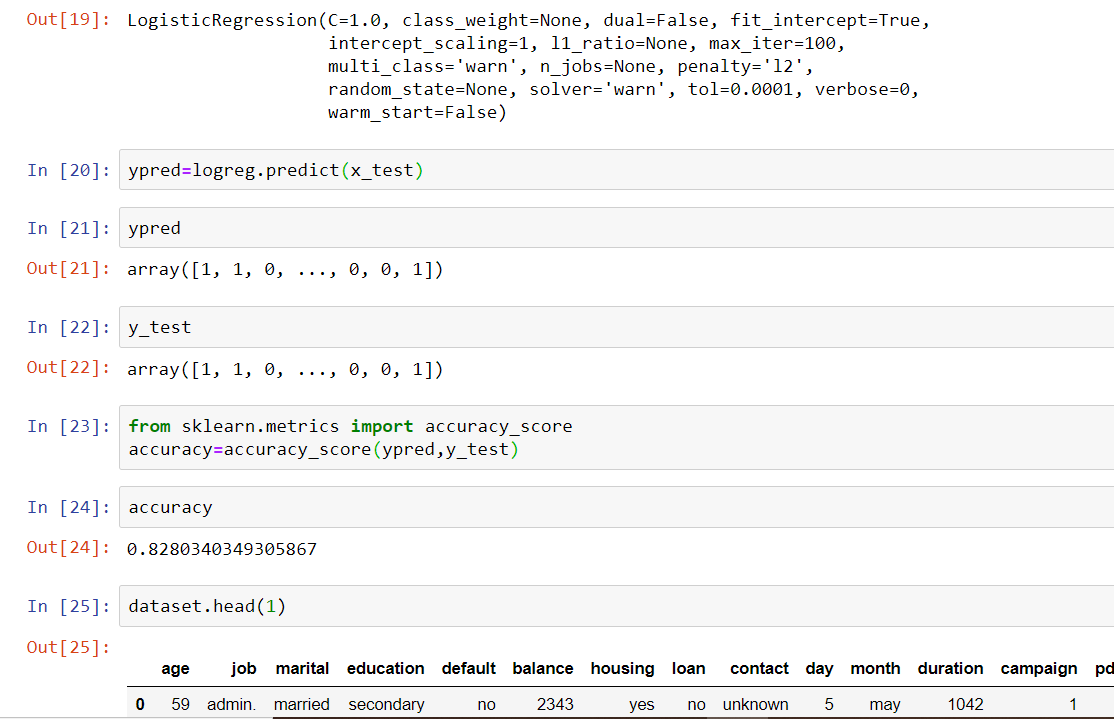 Out[19]: LogisticRegression(C=1.0, class_weight=None, dual=False, fit_intercept=True,
intercept_scaling=1, l1_ratio=None, max_iter=100,
multi_class='warn', n_jobs=None, penalty='l2',
random_state=None, solver='warn', tol=0.0001, verbose=0,
warm_start=False)
In [20]: ypred=logreg.predict(x_test)
In [21]: ypred
Out[21]: array([1, 1, 0, ..., 0, 0, 1])
In [22]: y_test
Out[22]: array([1, 1, 0, ..., 0, 0, 1])
In [23]: from sklearn.metrics import accuracy_score
accuracy=accuracy_score(ypred,y_test)
In [24]: accuracy
Out[24]: 0.8280340349305867
In [25]: dataset.head(1)
Out[25]:
age job marital education default balance housing loan contact day month duration campaign pd
0 59 admin. married secondary no 2343 yes no unknown 5 may 1042 1